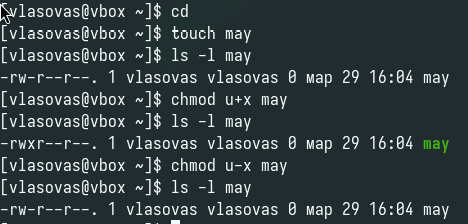 [vlasovas@vbox ~]$ cd
[vlasovas@vbox ~]$ touch may
[vlasovas@vbox ~]$ ls -l may
-rw-r--r--. 1 vlasovas vlasovas 0 мар 29 16:04 may
[vlasovas@vbox ~]$ chmod u+x may
[vlasovas@vbox ~]$ ls -l may
-rwxr--r--. 1 vlasovas vlasovas 0 мар 29 16:04 may
[vlasovas@vbox ~]$ chmod u-x may
[vlasovas@vbox ~]$ ls -l may
-rw-r--r--. 1 vlasovas vlasovas 0 мар 29 16:04 may